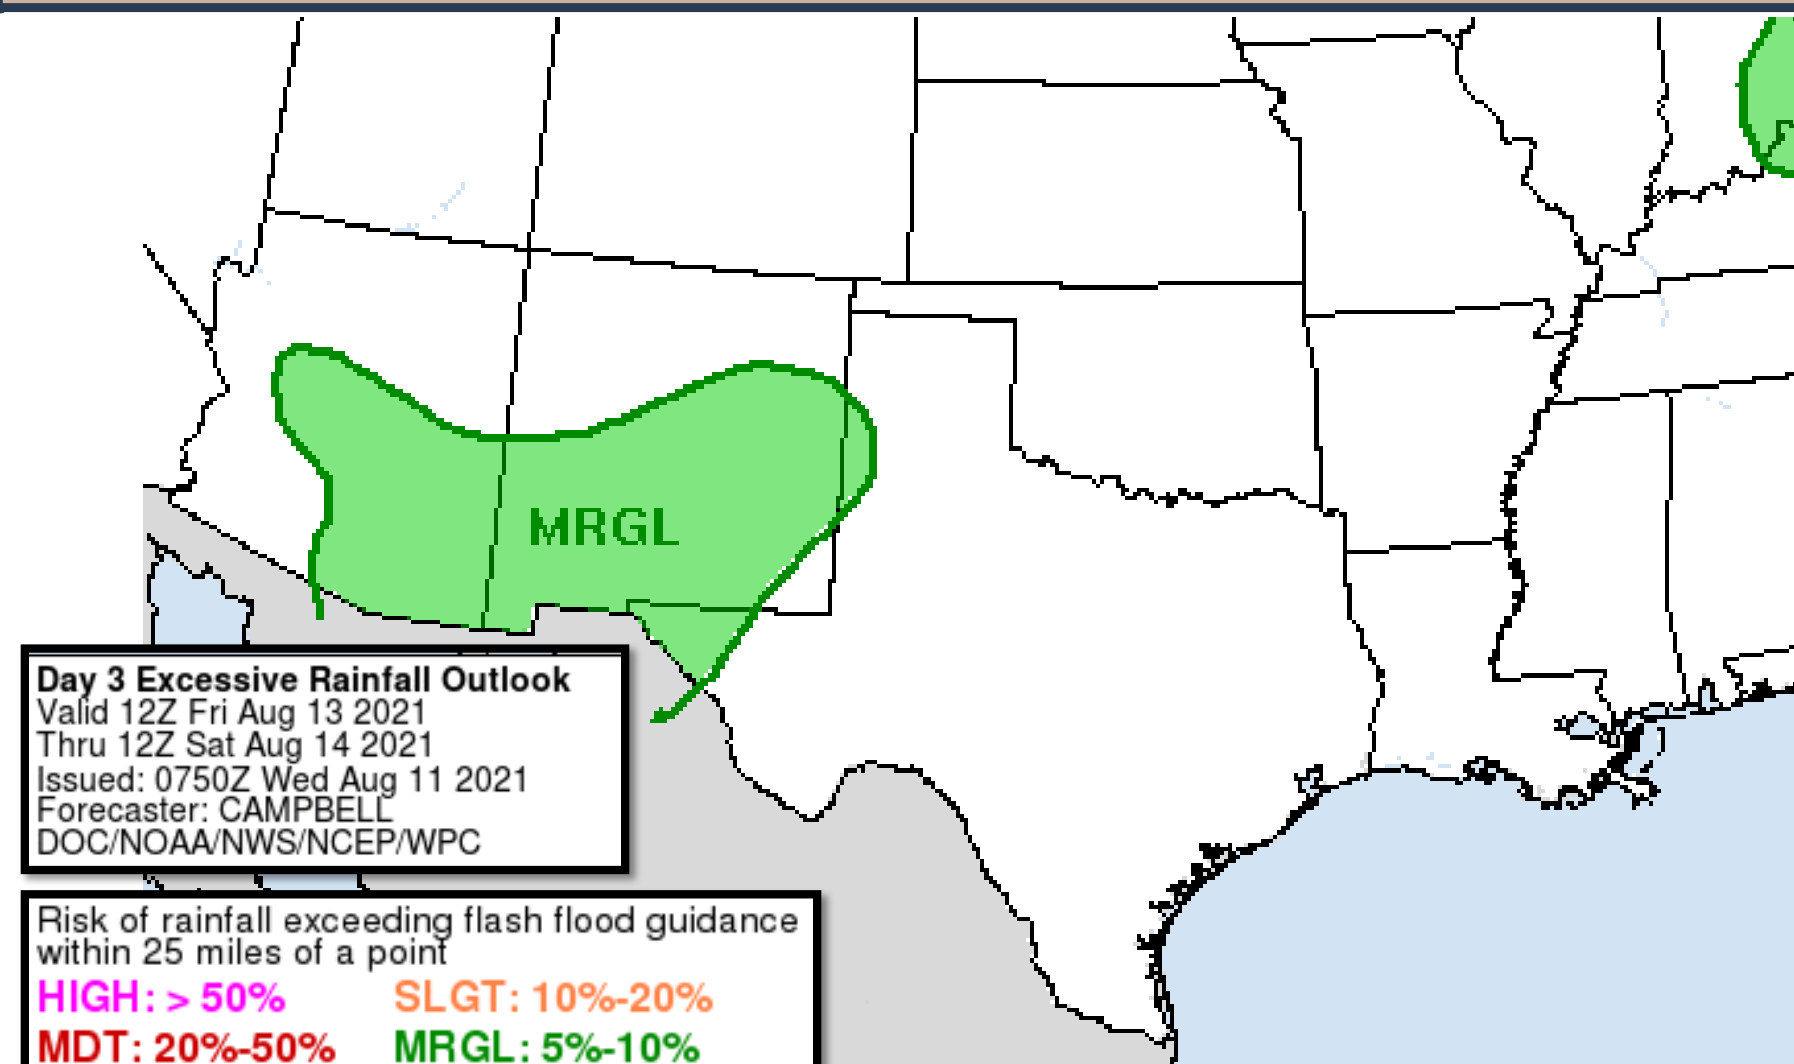 MRGL
Day 3 Excessive Rainfall Outlook
Valid 12Z Fri Aug 13 2021
Thru 12Z Sat Aug 14 2021
Issued: 0750Z Wed Aug 11 2021
Forecaster: CAMPBELL
DOC/NOAA/NWS/NCEP/WPC
Risk of rainfall exceeding flash flood guidance
within 25 miles of a point
HIGH: > 50% SLGT: 10%-20%
MDT: 20%-50% MRGL: 5%-10%